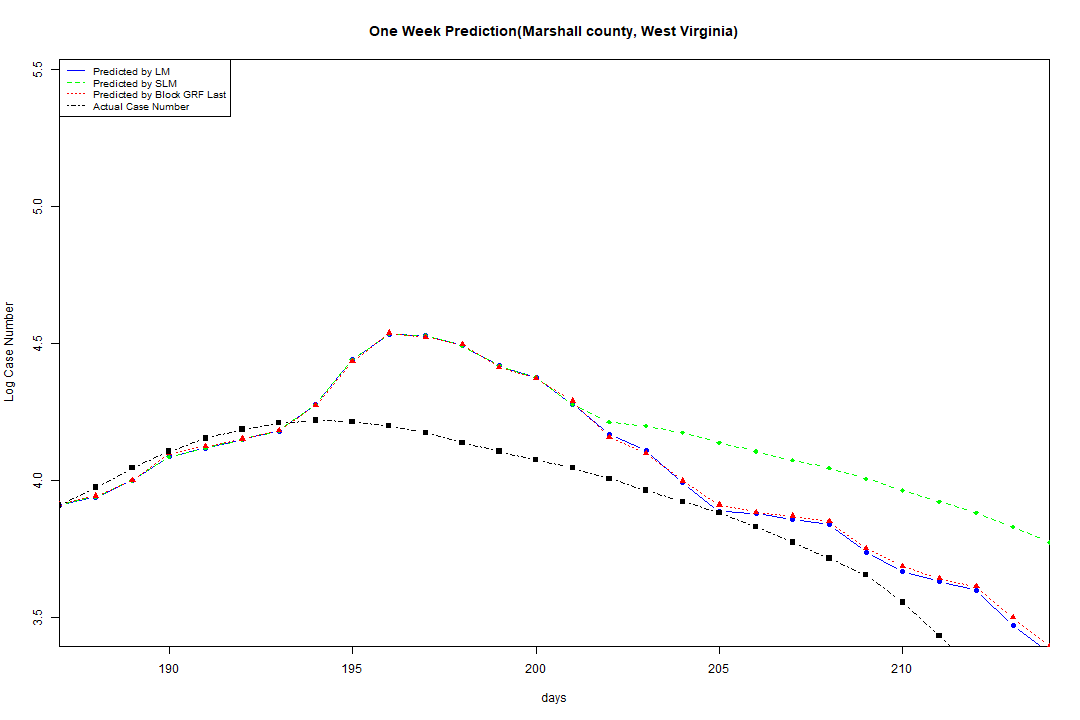 One Week Prediction(Marshall county, West Virginia)
Predicted by LM
Predicted by SLM
Predicted by Block GRF Last
Actual Case Number
5.5
5.0
4.5
4.0
3.5
Log Case Number
190 195 200 205 210
days